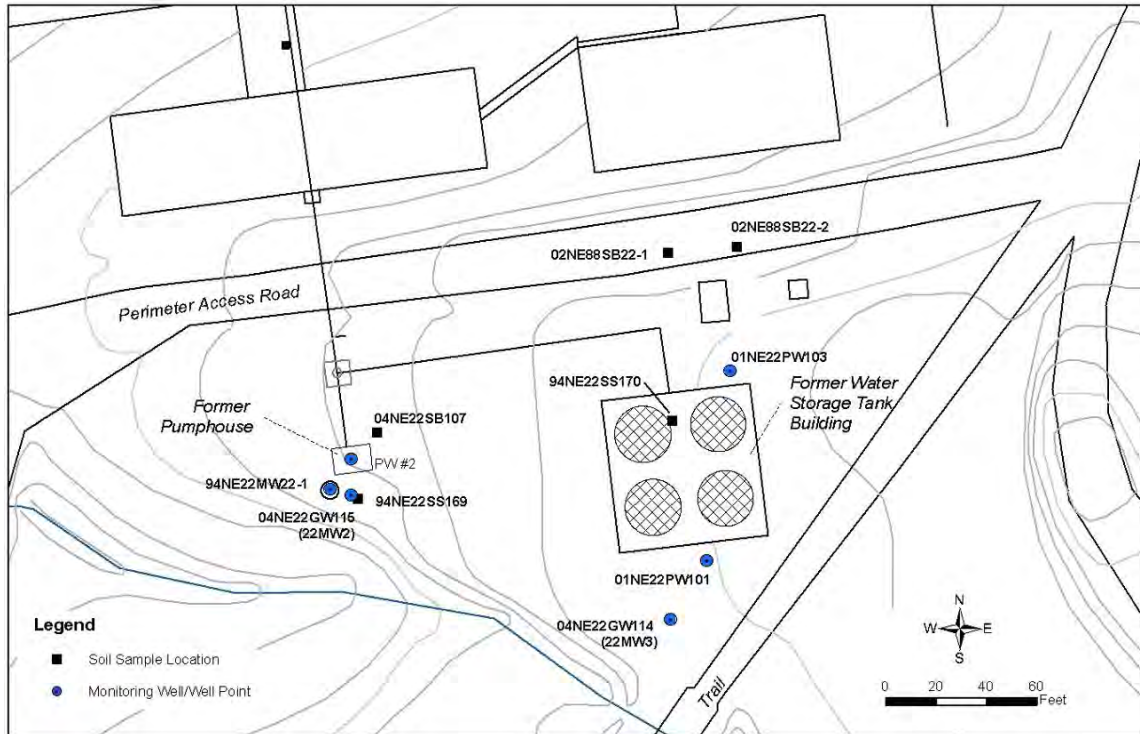 02NE88SB22-2
02NE88SB22-1
Perimeter Access Road
01NE22PW103
94NE22SS170
Former Water
Storage Tank
Building
Former
Pumphouse
04NE22SB107
PW #2
94NE22MW22-1
94NE22SS169
04NE22GW115
(22MW2)
01NE22PW101
04NE22GW114
(22MW3)
Trail
Legend
Soil Sample Location
Monitoring Well/Well Point
N
W E
S
0 20 40 60
Feet